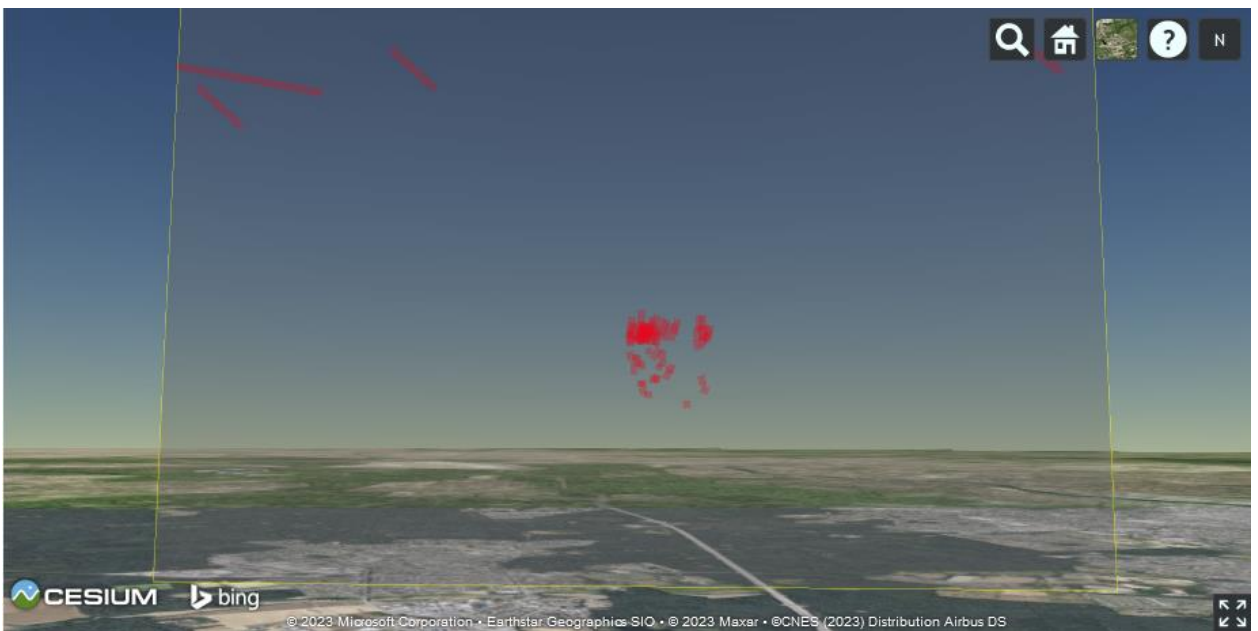 ?
N
CESIUM
bing
© 2023 Microsoft Corporation • Earthstar Geographics SIO • © 2023 Maxar • ©CNES (2023) Distribution Airbus DS